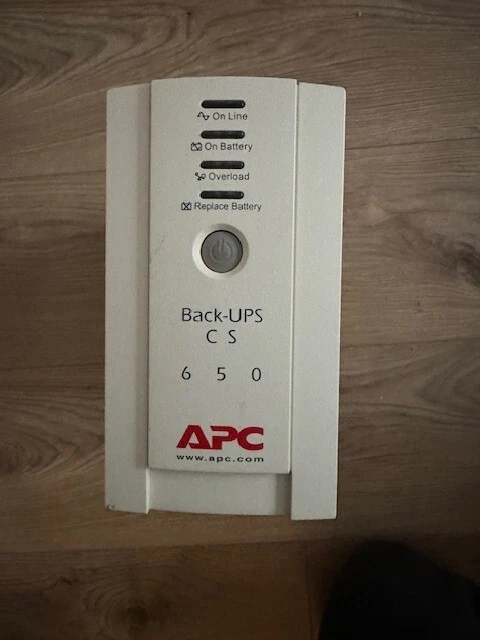 On Line
On Battery
Overload
Replace Battery
Back-UPS
C S
6 5 0
APC
www.apc.com